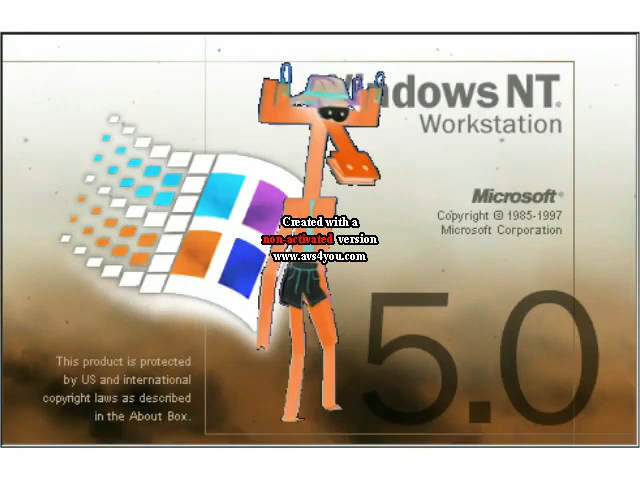 Windows NT
Workstation
Microsoft®
Copyright © 1985-1997
Microsoft Corporation
Created with a
non-activated version
www.avs4you.com
5.0
This product is protected
by US and international
copyright laws as described
in the About Box.